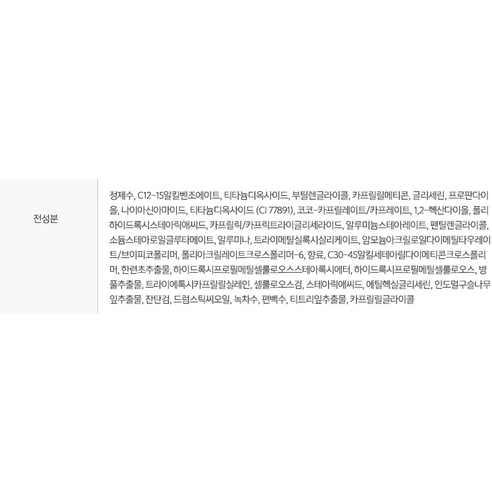 전성분
정제수, C12-15알킬벤조에이트, 티타늄디옥사이드, 부틸렌글라이콜, 카프릴릴메티콘, 글리세린, 프로판다이
올, 나이아신아마이드, 티타늄디옥사이드 (CI 77891), 코코-카프릴레이트/카프레이트, 1,2-헥산다이올, 폴리
하이드록시스테아릭애씨드, 카프릴릭/카프릭트라이글리세라이드, 알루미늄스테아레이트, 펜틸렌글라이콜,
소듐스테아로일글루타메이트, 알루미나, 트라이메틸실록시실리케이트, 암모늄아크릴로일다이메틸타우레이
트/브이피코폴리머, 폴리아크릴레이트크로스폴리머-6, 향료, C30-45알킬세테아릴다이메티콘크로스폴리
머, 한련초추출물, 하이드록시프로필메틸셀룰로오스스테아록시에터, 하이드록시프로필메틸셀룰로오스, 병
풀추출물, 트라이에톡시카프릴릴실레인, 셀룰로오스검, 스테아릭애씨드, 에틸헥실글리세린, 인도멀구슬나무
잎추출물, 잔탄검, 드럼스틱씨오일, 녹차수, 편백수, 티트리잎추출물, 카프릴릴글라이콜